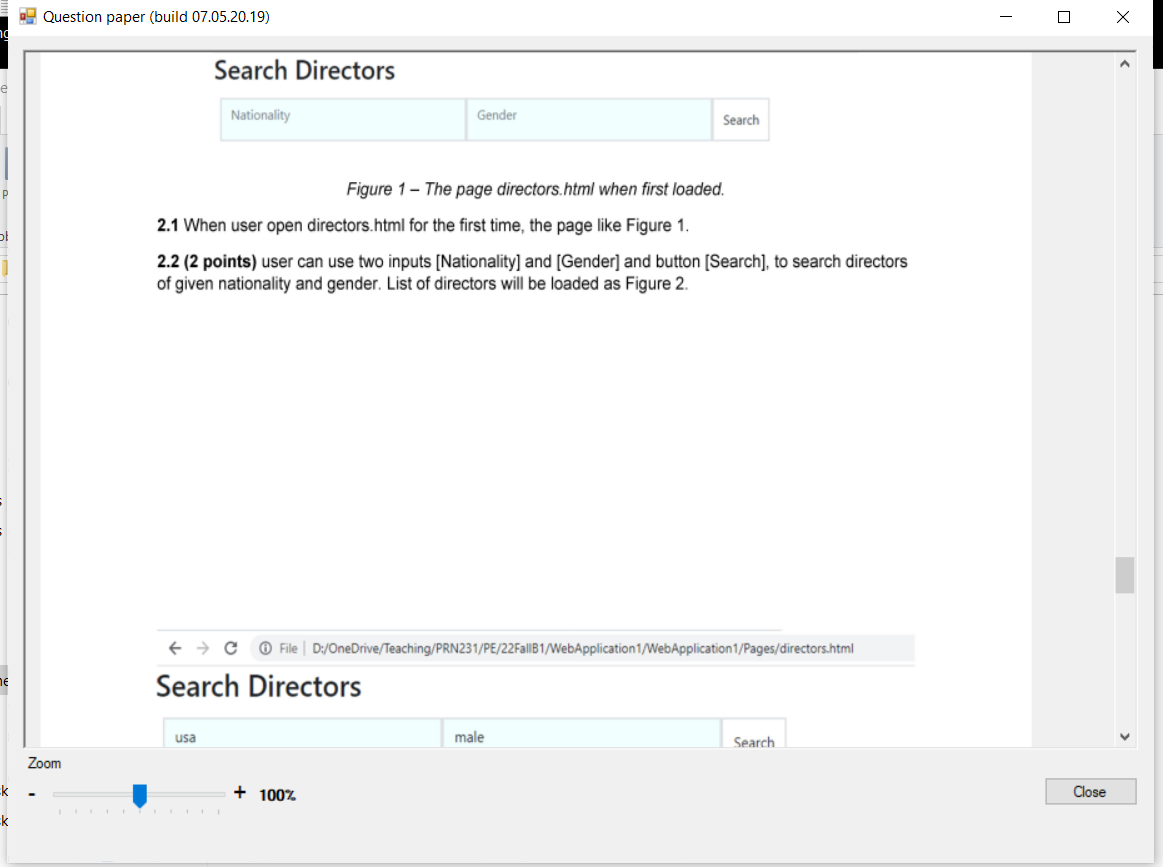 Question paper (build 07.05.20.19)
Search Directors
Nationality Gender Search
Figure 1 – The page directors.html when first loaded.
2.1 When user open directors.html for the first time, the page like Figure 1.
2.2 (2 points) user can use two inputs [Nationality] and [Gender] and button [Search], to search directors
of given nationality and gender. List of directors will be loaded as Figure 2.
File D:/OneDrive/Teaching/PRN231/PE/22FallB1/WebApplication1/WebApplication1/Pages/directors.html
Search Directors
usa male Search
Zoom
- + 100%
Close